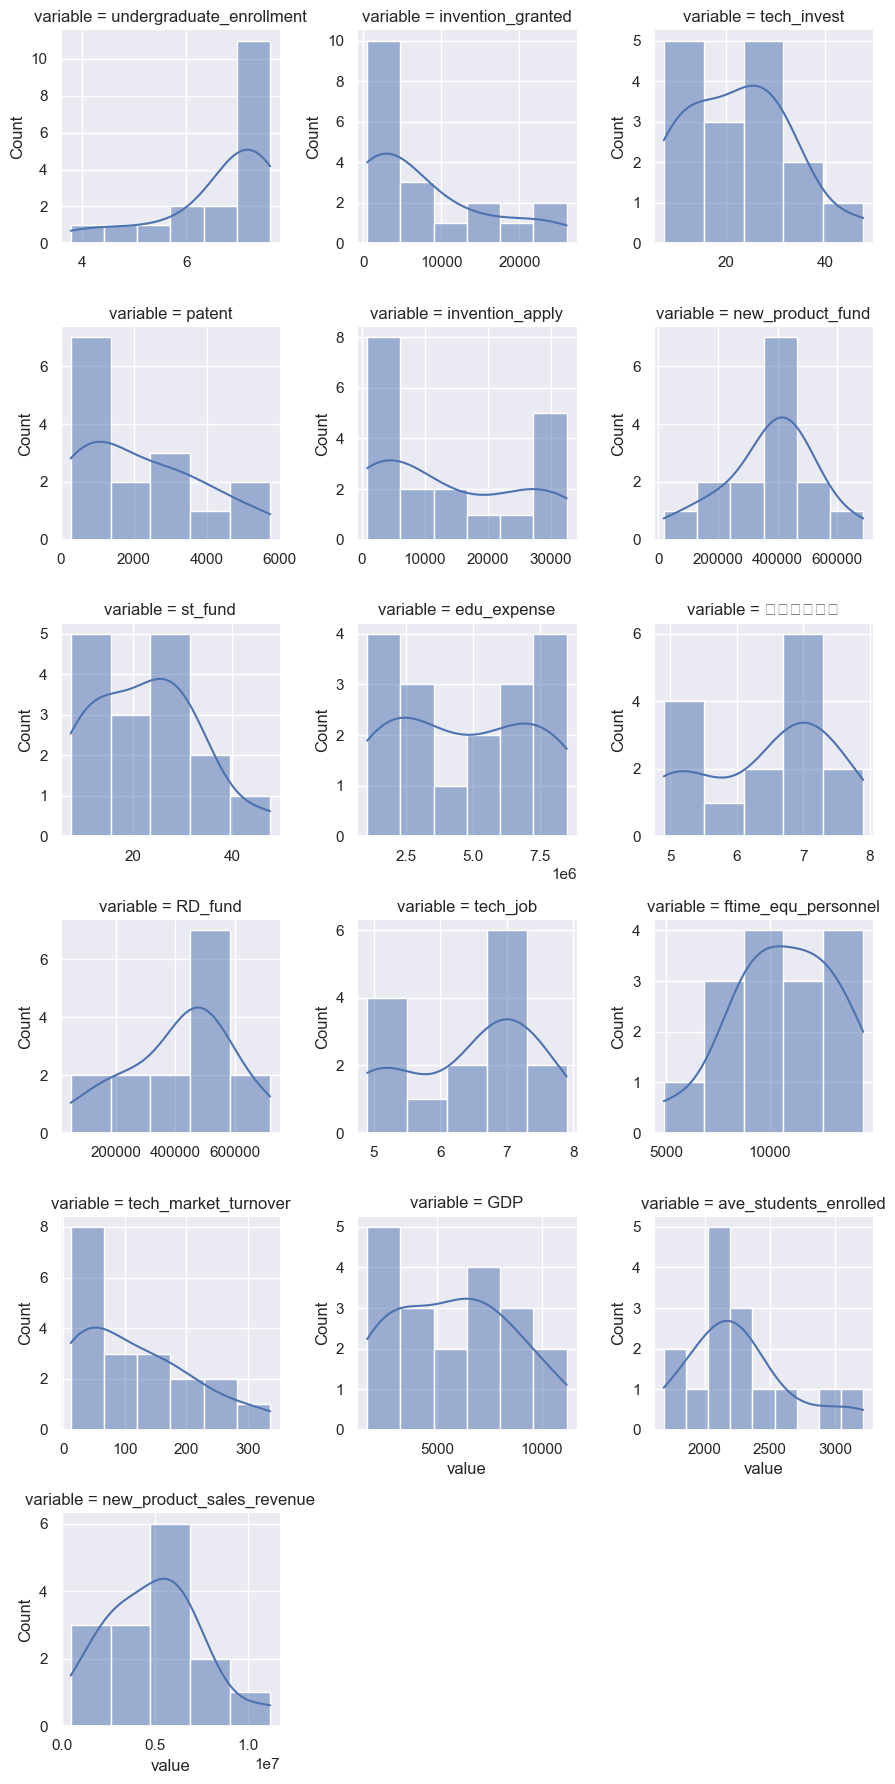 variable = undergraduate_enrollment
variable = invention_granted
variable = tech_invest
Count
10
8
6
4
2
0
4 6
Count
10
8
6
4
2
0
0 10000 20000
Count
5
4
3
2
1
0
20 40
variable = patent
variable = invention_apply
variable = new_product_fund
Count
6
4
2
0
0 2000 4000 6000
Count
8
6
4
2
0
0 10000 20000 30000
Count
6
4
2
0
0 200000 400000 600000
variable = st_fund
variable = edu_expense
variable =
Count
5
4
3
2
1
0
20 40
Count
4
3
2
1
0
2.5 5.0 7.5
1e6
Count
6
4
2
0
5 6 7 8
variable = RD_fund
variable = tech_job
variable = ftime_equ_personnel
Count
6
4
2
0
200000 400000 600000
Count
6
4
2
0
5 6 7 8
Count
4
3
2
1
0
5000 10000
variable = tech_market_turnover
variable = GDP
variable = ave_students_enrolled
Count
8
6
4
2
0
0 100 200 300
Count
5
4
3
2
1
0
5000 10000
value
Count
5
4
3
2
1
0
2000 2500 3000
value
variable = new_product_sales_revenue
Count
6
4
2
0
0.0 0.5 1.0
1e7
value